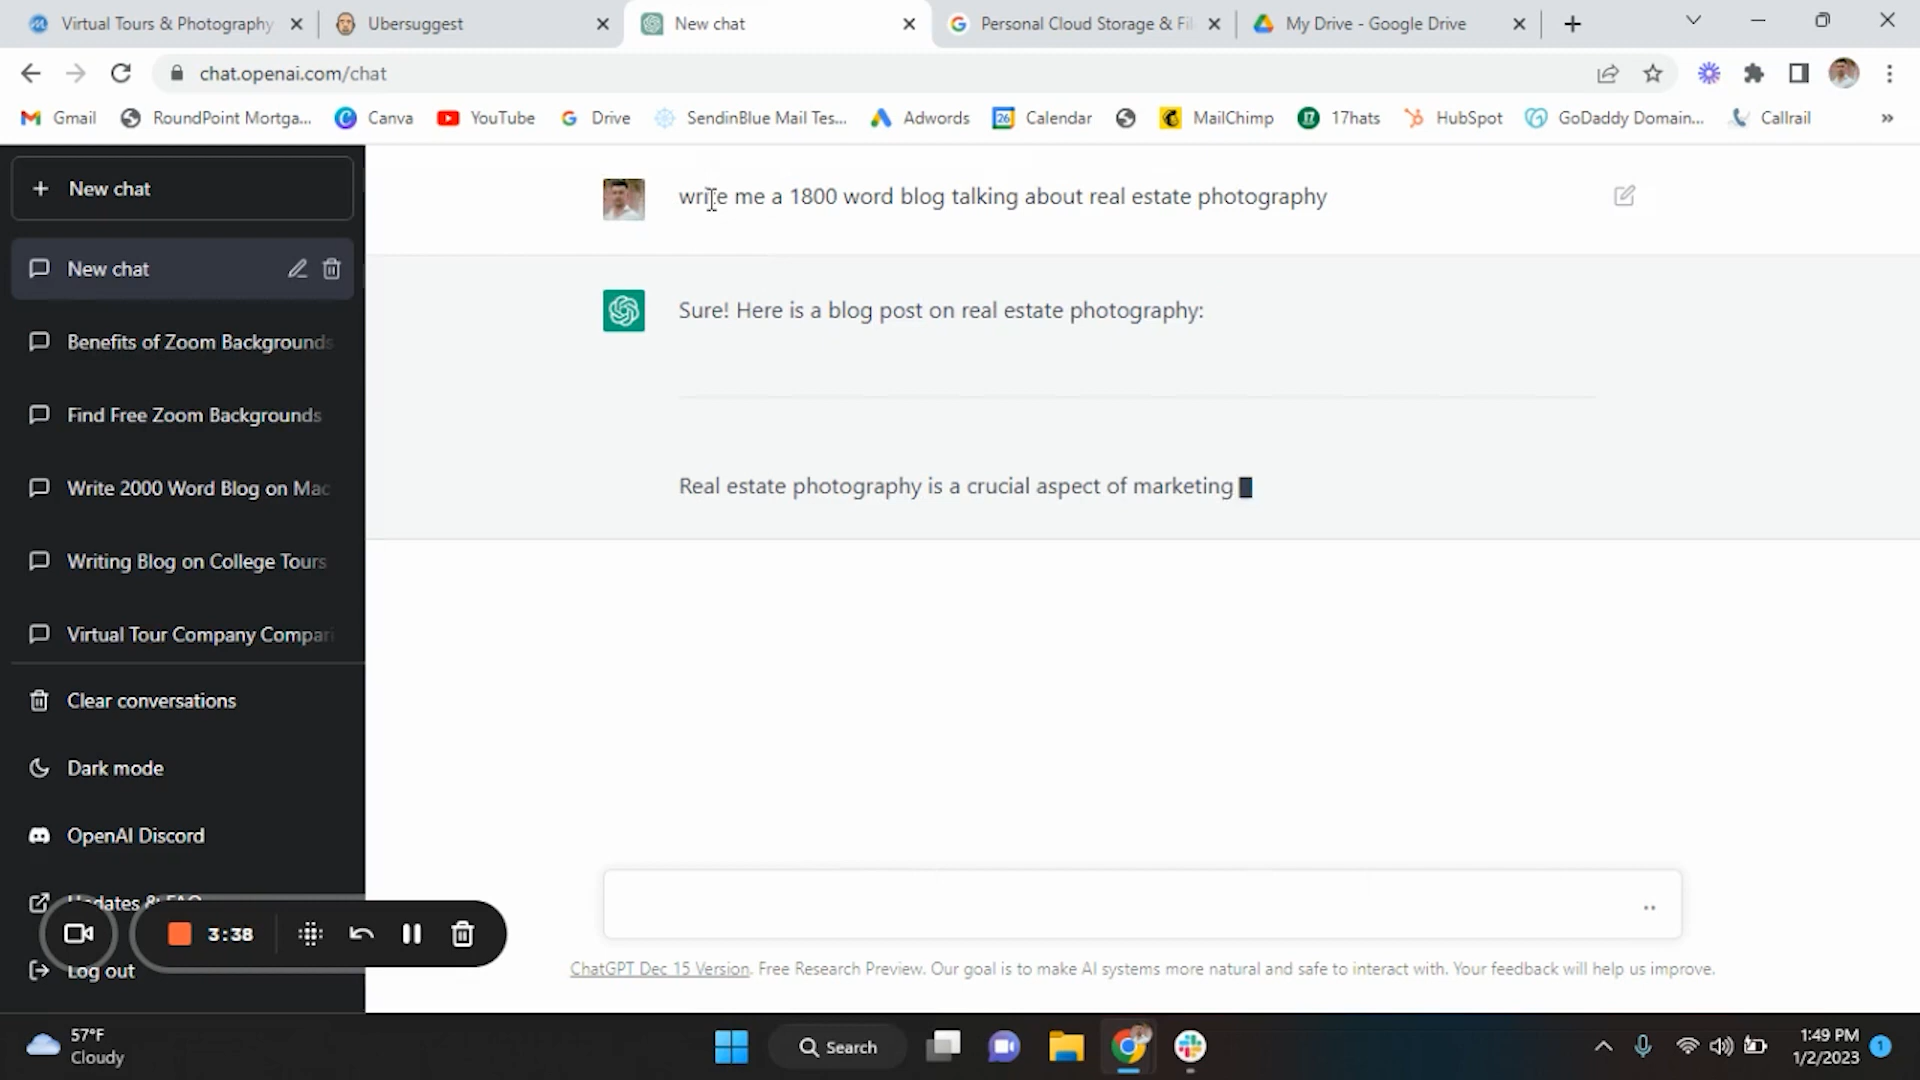 Virtual Tours & Photography
Ubersuggest
New chat
Personal Cloud Storage & Fil
My Drive - Google Drive
chat.openai.com/chat
Gmail
RoundPoint Mortga...
Canva
YouTube
Drive
SendinBlue Mail Tes...
Adwords
26
Calendar
MailChimp
17
17hats
HubSpot
GoDaddy Domain...
Callrail
»
+ New chat
New chat
Benefits of Zoom Backgrounds
Find Free Zoom Backgrounds
Write 2000 Word Blog on Mac
Writing Blog on College Tours
Virtual Tour Company Compari
Clear conversations
Dark mode
OpenAI Discord
Updates & FAQ
Log out
3:38
write me a 1800 word blog talking about real estate photography
Sure! Here is a blog post on real estate photography:
Real estate photography is a crucial aspect of marketing
ChatGPT Dec 15 Version. Free Research Preview. Our goal is to make AI systems more natural and safe to interact with. Your feedback will help us improve.
57°F
Cloudy
Search
1:49 PM
1/2/2023
1